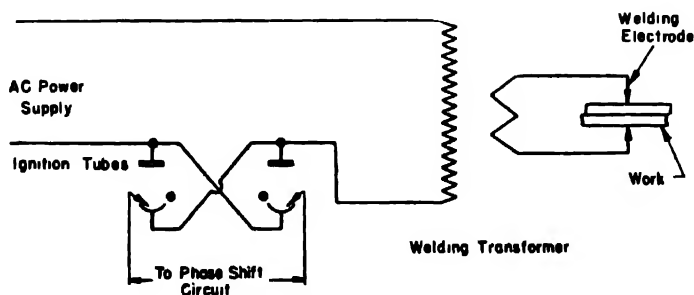 Welding
Electrode
AC Power
Supply
Ignition Tubes
Work
Welding Transformer
To Phase Shift
Circuit